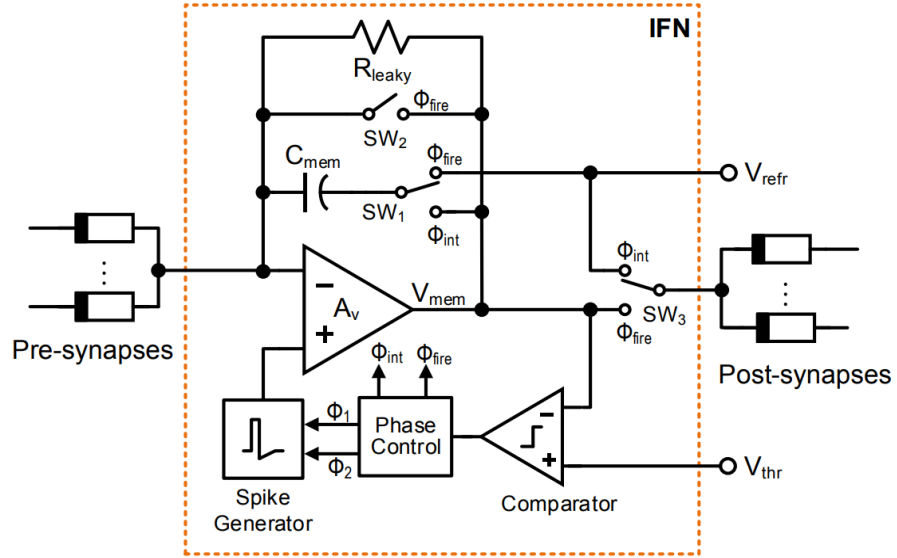 IFN
R_leaky
Φ_fire
SW_2
C_mem
Φ_fire
V_refr
SW_1
Φ_int
Φ_int
V_mem
A_v
SW_3
Φ_fire
Pre-synapses
Post-synapses
Φ_int
Φ_fire
Φ_1
Phase
Control
Φ_2
V_thr
Spike
Generator
Comparator